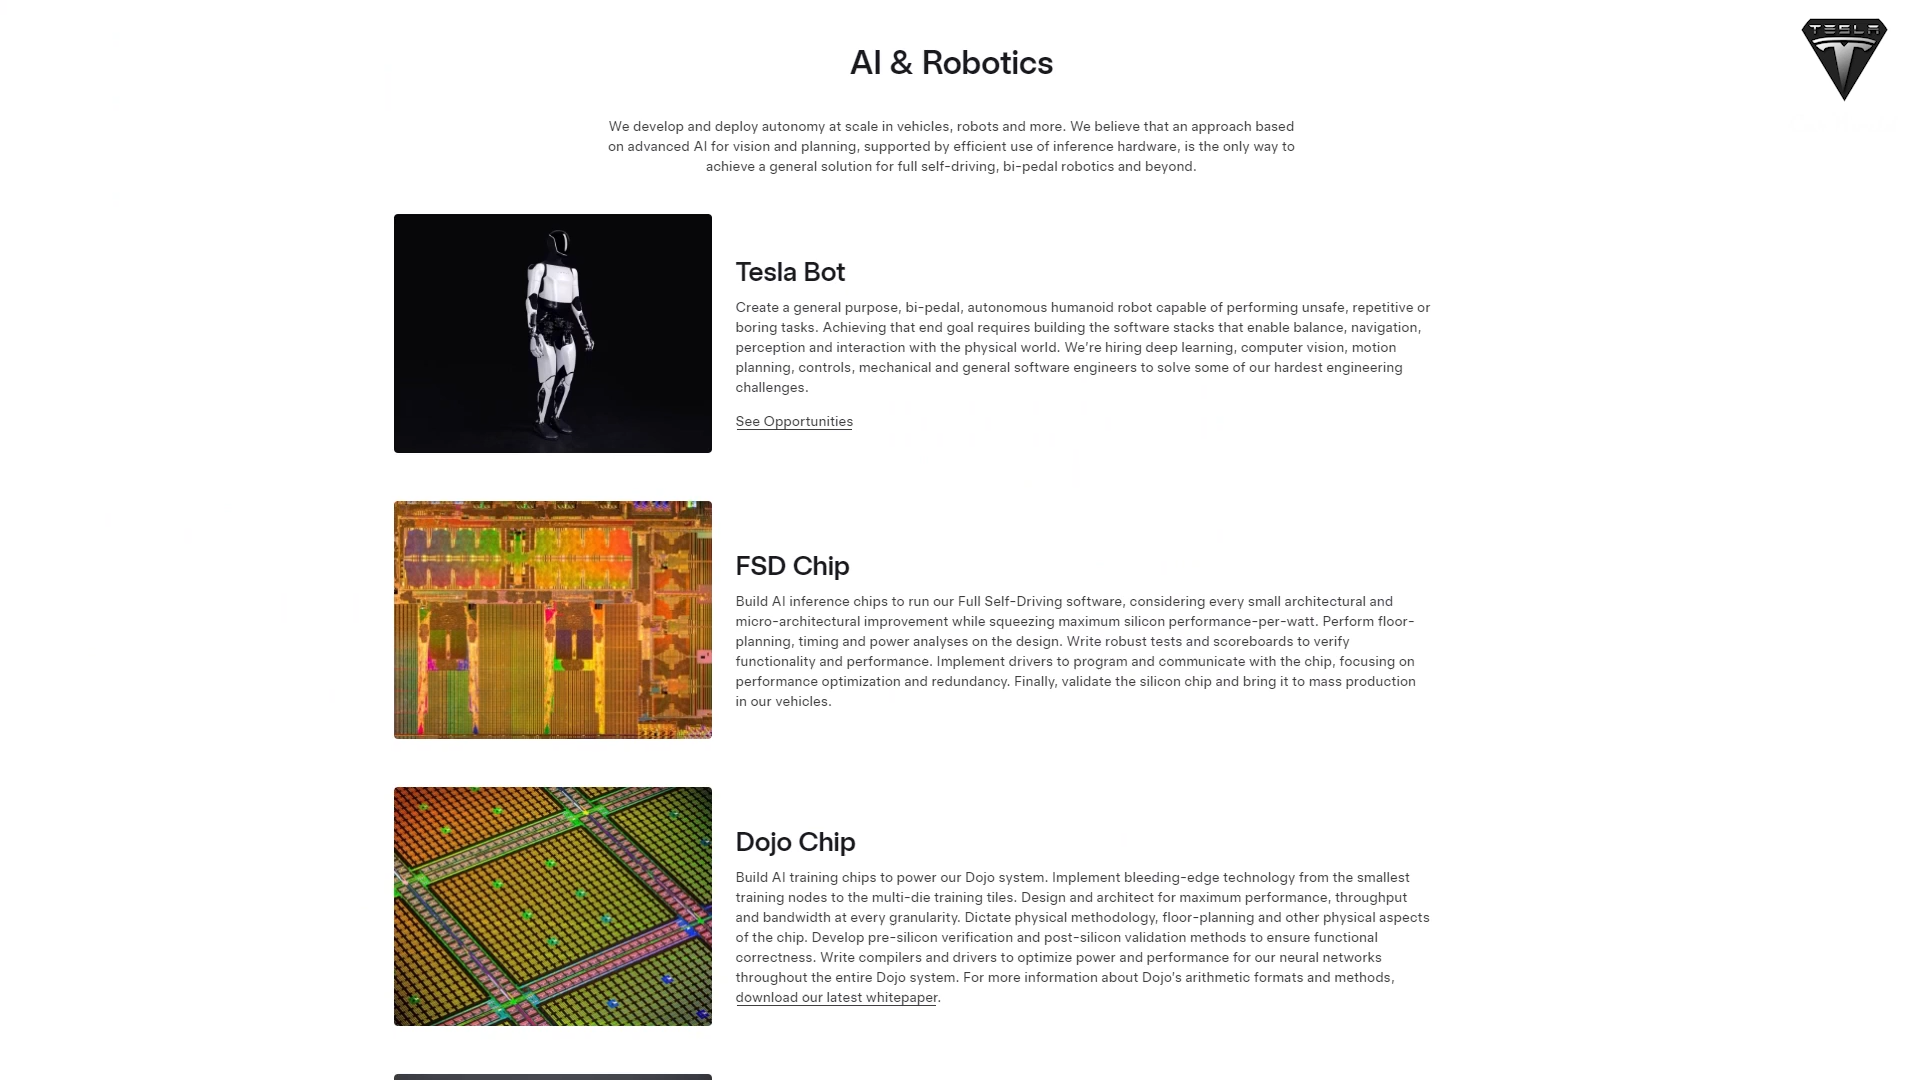 TESLA
AI & Robotics
We develop and deploy autonomy at scale in vehicles, robots and more. We believe that an approach based
on advanced AI for vision and planning, supported by efficient use of inference hardware, is the only way to
achieve a general solution for full self-driving, bi-pedal robotics and beyond.
Tesla Bot
Create a general purpose, bi-pedal, autonomous humanoid robot capable of performing unsafe, repetitive or
boring tasks. Achieving that end goal requires building the software stacks that enable balance, navigation,
perception and interaction with the physical world. We're hiring deep learning, computer vision, motion
planning, controls, mechanical and general software engineers to solve some of our hardest engineering
challenges.
See Opportunities
FSD Chip
Build AI inference chips to run our Full Self-Driving software, considering every small architectural and
micro-architectural improvement while squeezing maximum silicon performance-per-watt. Perform floor-
planning, timing and power analyses on the design. Write robust tests and scoreboards to verify
functionality and performance. Implement drivers to program and communicate with the chip, focusing on
performance optimization and redundancy. Finally, validate the silicon chip and bring it to mass production
in our vehicles.
Dojo Chip
Build AI training chips to power our Dojo system. Implement bleeding-edge technology from the smallest
training nodes to the multi-die training tiles. Design and architect for maximum performance, throughput
and bandwidth at every granularity. Dictate physical methodology, floor-planning and other physical aspects
of the chip. Develop pre-silicon verification and post-silicon validation methods to ensure functional
correctness. Write compilers and drivers to optimize power and performance for our neural networks
throughout the entire Dojo system. For more information about Dojo's arithmetic formats and methods,
download our latest whitepaper.